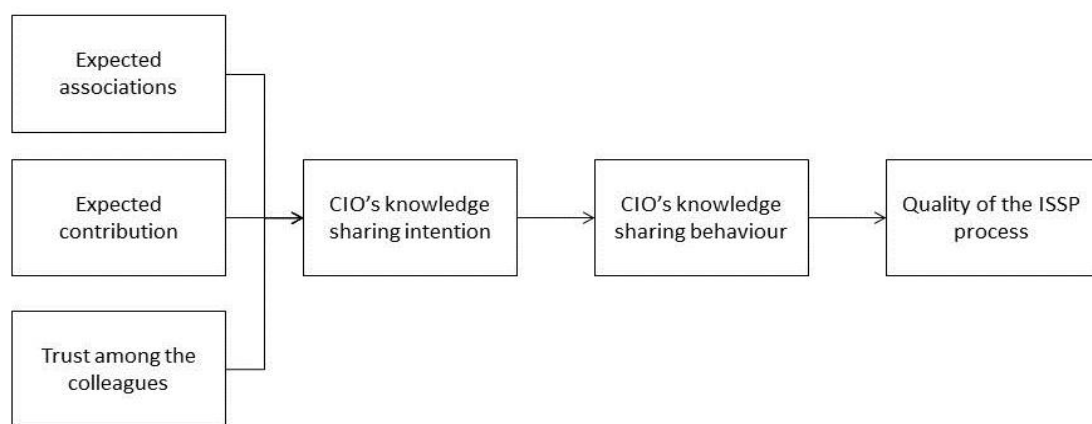 Expected
associations
Expected
contribution
Trust among the
colleagues
CIO's knowledge
sharing intention
CIO's knowledge
sharing behaviour
Quality of the ISSP
process